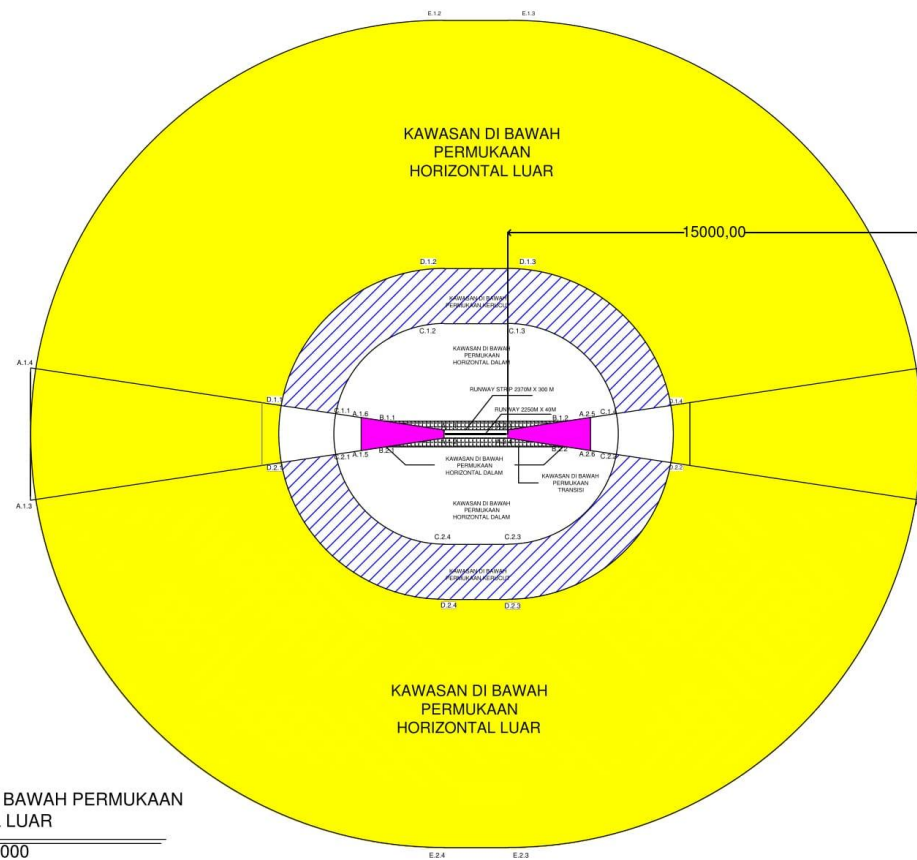 E.1.2
E.1.3
KAWASAN DI BAWAH
PERMUKAAN
HORIZONTAL LUAR
15000,00
D.1.2
D.1.3
KAWASAN DI BAWAH
PERMUKAAN KERUCUT
C.1.2
C.1.3
KAWASAN DI BAWAH
PERMUKAAN
HORIZONTAL DALAM
A.1.4
RUNWAY STRIP 2370M X 300 M
RUNWAY 2250M X 40M
D.1.1
C.1.1
A.1.6
B.1.1
B.1.2
A.2.5
D.1.4
D.2.1
C.2.1
A.1.5
B.2.1
B.2.2
A.2.6
KAWASAN DI BAWAH
PERMUKAAN
HORIZONTAL DALAM
KAWASAN DI BAWAH
PERMUKAAN
TRANSISI
A.1.3
KAWASAN DI BAWAH
PERMUKAAN
HORIZONTAL DALAM
C.2.4
C.2.3
KAWASAN DI BAWAH
PERMUKAAN KERUCUT
D.2.4
D.2.3
KAWASAN DI BAWAH
PERMUKAAN
HORIZONTAL LUAR
BAWAH PERMUKAAN
LUAR
000
E.2.4
E.2.3